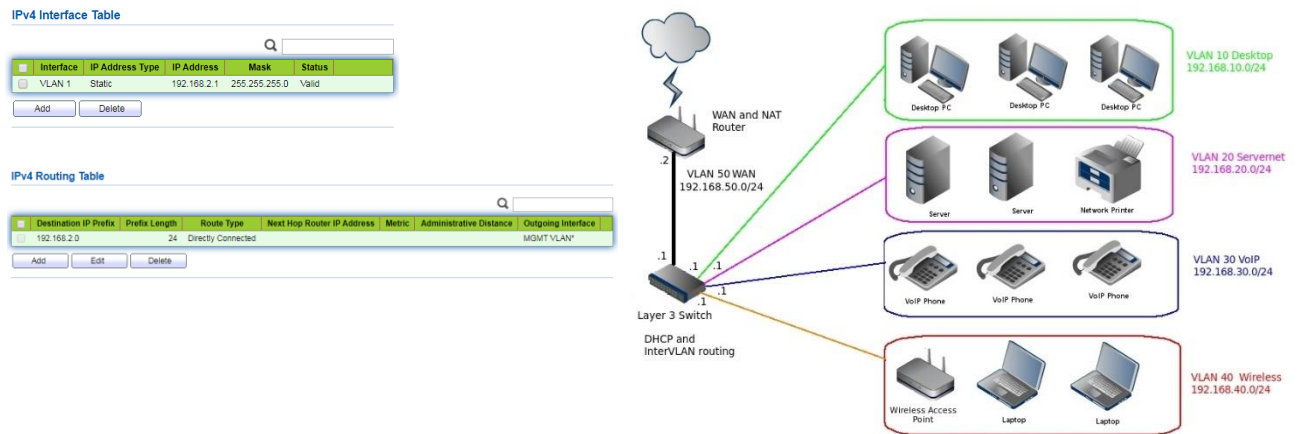 IPv4 Interface Table
Interface IP Address Type IP Address Mask Status
VLAN 1 Static 192.168.2.1 255.255.255.0 Valid
Add Delete
IPv4 Routing Table
Destination IP Prefix Prefix Length Route Type Next Hop Router IP Address Metric Administrative Distance Outgoing Interface
192.168.2.0 24 Directly Connected MGMT VLAN*
Add Edit Delete
WAN and NAT
Router
.2
VLAN 50 WAN
192.168.50.0/24
.1
.1
.1
.1
.1
Layer 3 Switch
DHCP and
InterVLAN routing
Desktop PC Desktop PC Desktop PC
VLAN 10 Desktop
192.168.10.0/24
Server Server Network Printer
VLAN 20 Servernet
192.168.20.0/24
VoIP Phone VoIP Phone VoIP Phone
VLAN 30 VoIP
192.168.30.0/24
Wireless Access
Point
Laptop Laptop
VLAN 40 Wireless
192.168.40.0/24